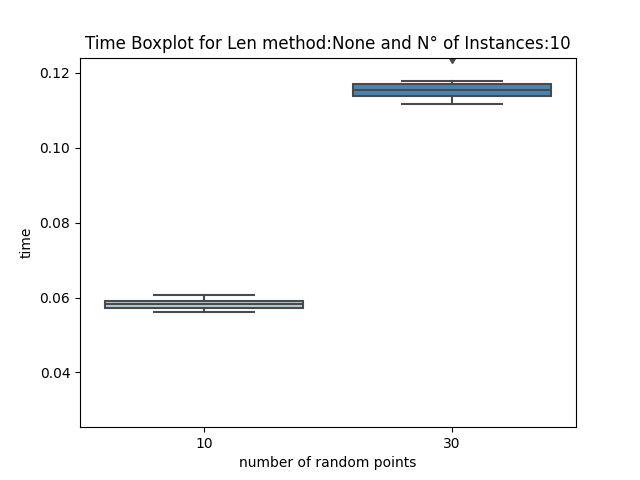 Time Boxplot for Len method:None and N° of Instances:10
0.12
0.10
0.08
0.06
0.04
time
10
30
number of random points